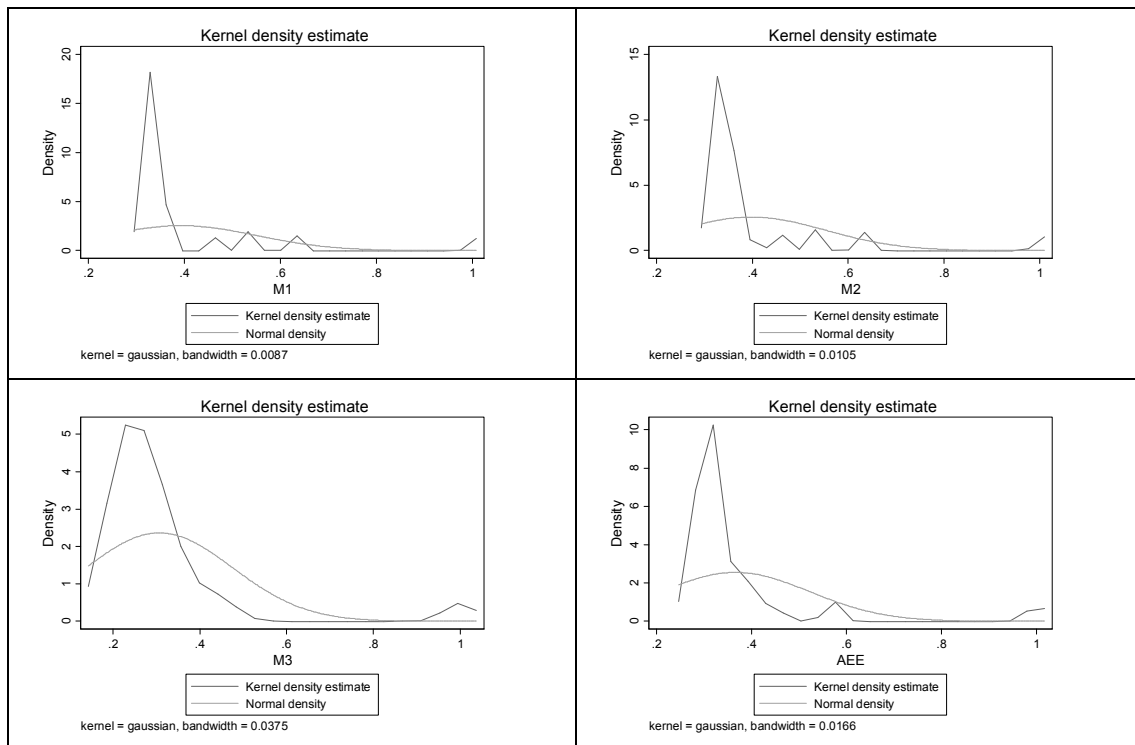 Kernel density estimate
20
15
10
5
0
Density
.2 .4 .6 .8 1
M1
Kernel density estimate
Normal density
kernel = gaussian, bandwidth = 0.0087
Kernel density estimate
15
10
5
0
Density
.2 .4 .6 .8 1
M2
Kernel density estimate
Normal density
kernel = gaussian, bandwidth = 0.0105
Kernel density estimate
5
4
3
2
1
0
Density
.2 .4 .6 .8 1
M3
Kernel density estimate
Normal density
kernel = gaussian, bandwidth = 0.0375
Kernel density estimate
10
8
6
4
2
0
Density
.2 .4 .6 .8 1
AEE
Kernel density estimate
Normal density
kernel = gaussian, bandwidth = 0.0166